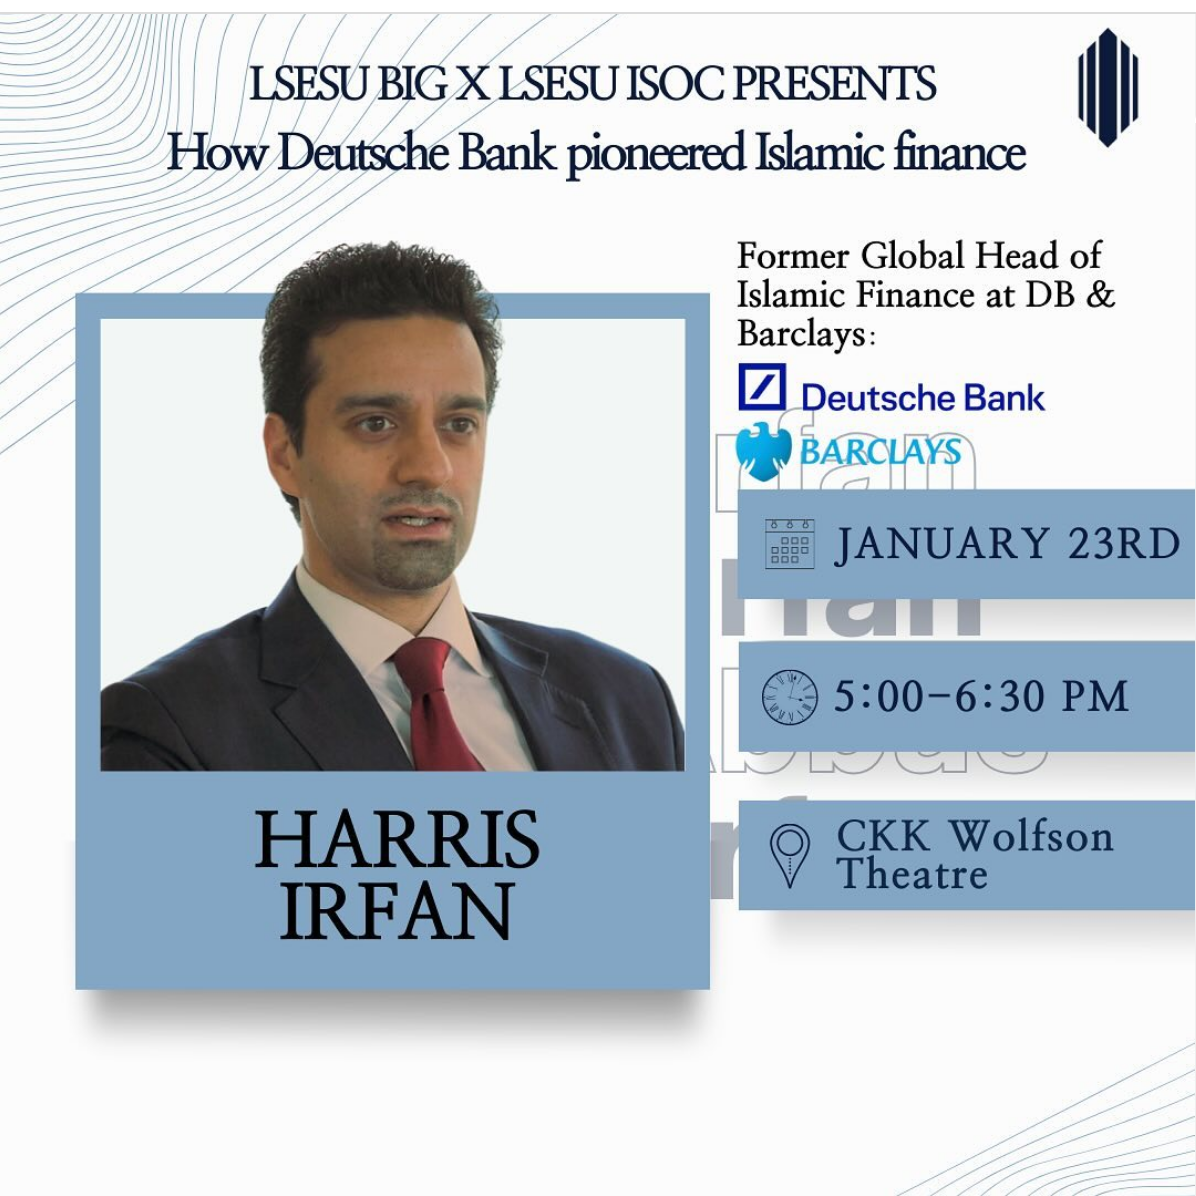 LSESU BIG X LSESU ISOC PRESENTS
How Deutsche Bank pioneered Islamic finance
Former Global Head of
Islamic Finance at DB &
Barclays:
Deutsche Bank
BARCLAYS
JANUARY 23RD
5:00-6:30 PM
CKK Wolfson
Theatre
HARRIS
IRFAN